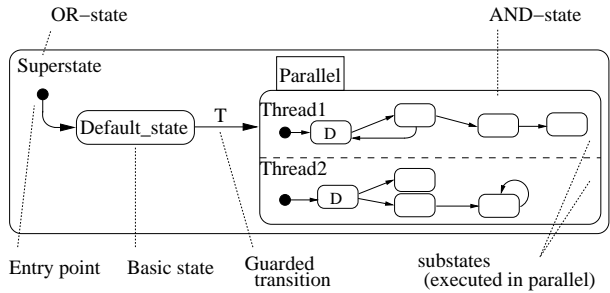 OR−state
AND−state
Superstate
Parallel
Thread1
T
Default_state
D
Thread2
D
Entry point
Basic state
Guarded
transition
substates
(executed in parallel)